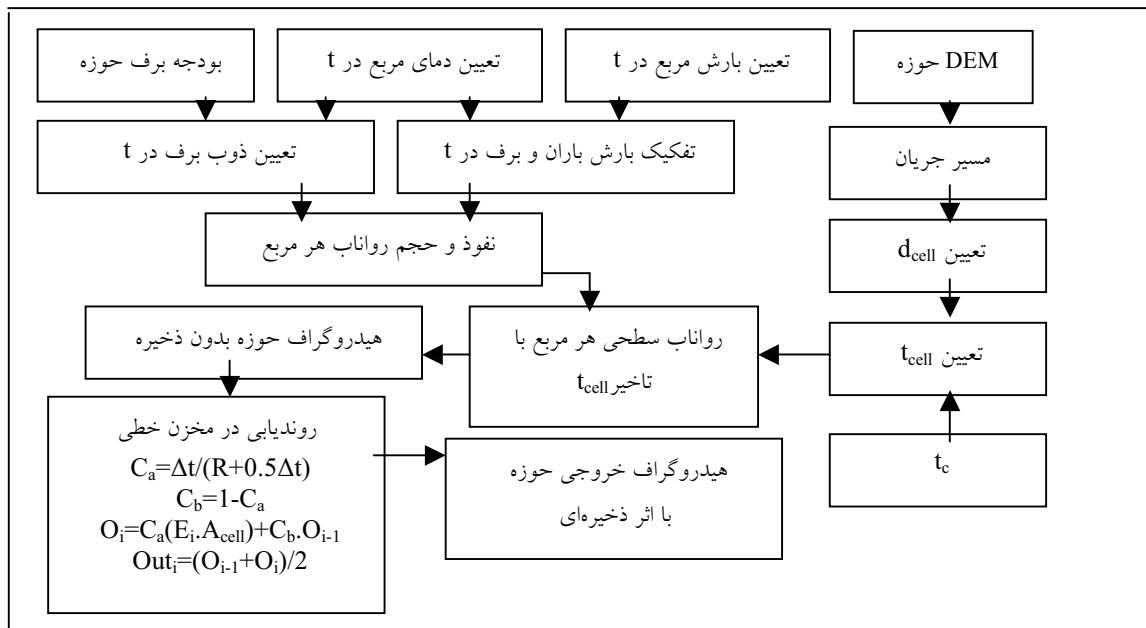 DEM حوزه
تعیین بارش مربع در t
تعیین دمای مربع در t
بودجه برف حوزه
مسیر جریان
تفکیک بارش باران و برف در t
تعیین ذوب برف در t
نفوذ و حجم رواناب هر مربع
تعیین dcell
تعیین tcell
رواناب سطحی هر مربع با
تاخیر tcell
هیدروگراف حوزه بدون ذخیره
tc
روندیابی در مخزن خطی
Ca=Δt/(R+0.5Δt)
Cb=1-Ca
Oi=Ca(Ei.Acell)+Cb.Oi-1
Outi=(Oi-1+Oi)/2
هیدروگراف خروجی حوزه
با اثر ذخیره‌ای